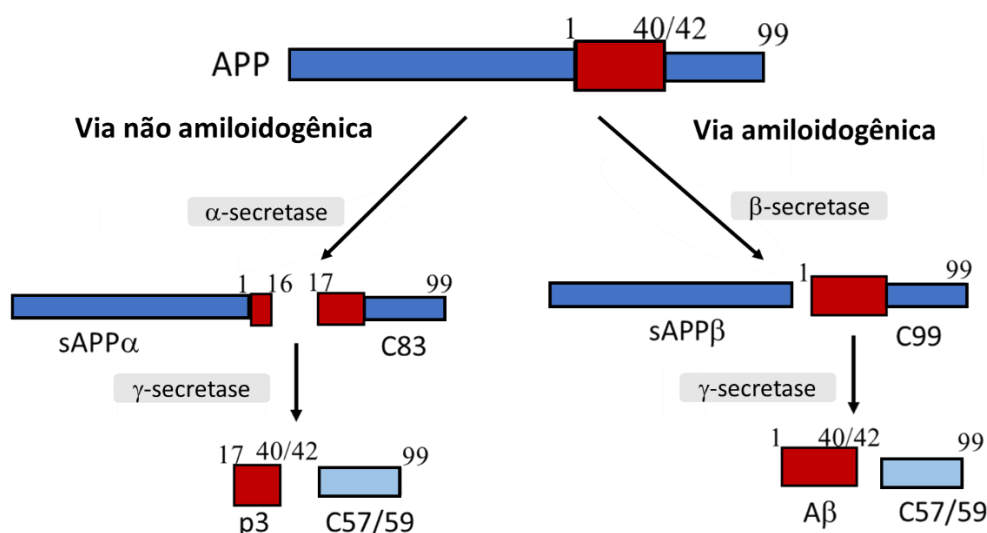 1 40/42 99
APP
Via não amiloidogênica
Via amiloidogênica
α-secretase
β-secretase
1 16 17 99
1 99
sAPPα
C83
sAPPβ
C99
γ-secretase
γ-secretase
17 40/42 99
1 40/42 99
p3
C57/59
Aβ
C57/59